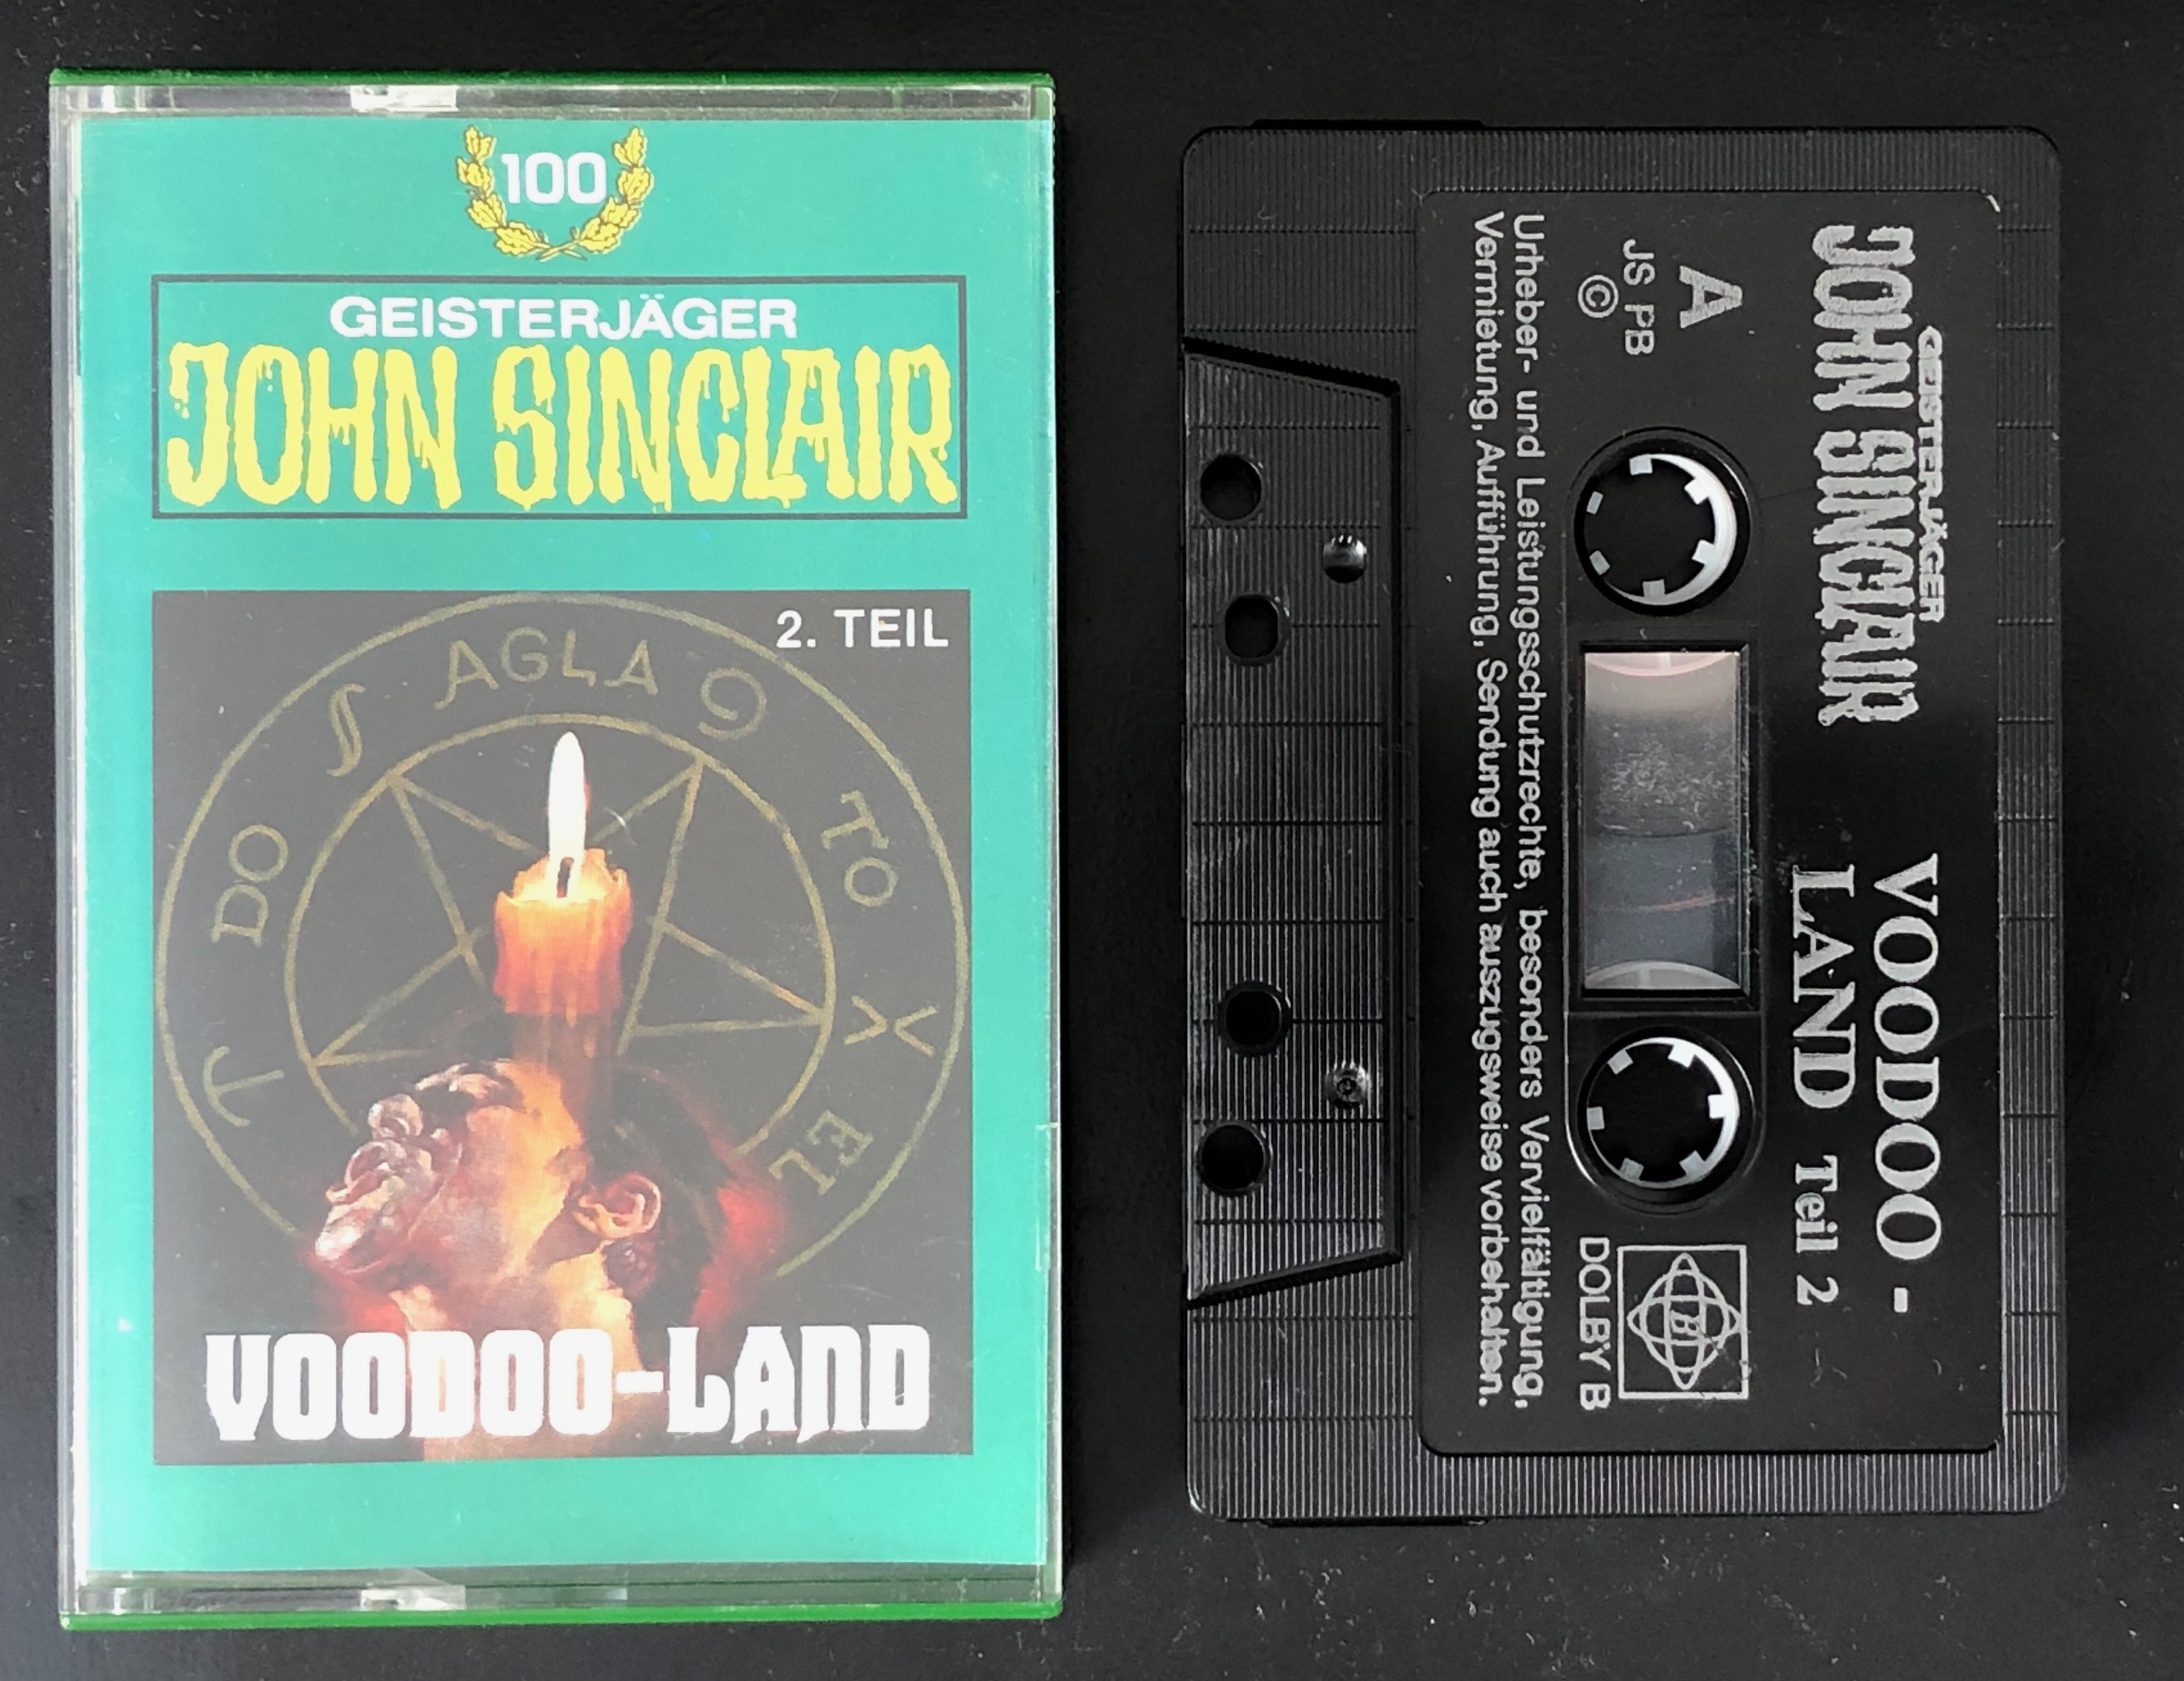 100
GEISTERJÄGER
JOHN SINCLAIR
2. TEIL
AGLA
TO
EL
T
DO
VOODOO-LAND
GEISTERJÄGER
JOHN SINCLAIR
VOODOO-
LAND Teil 2
A
JS PB
©
DOLBY B
Urheber- und Leistungsschutzrechte, besonders Vervielfältigung,
Vermietung, Aufführung, Sendung auch auszugsweise vorbehalten.